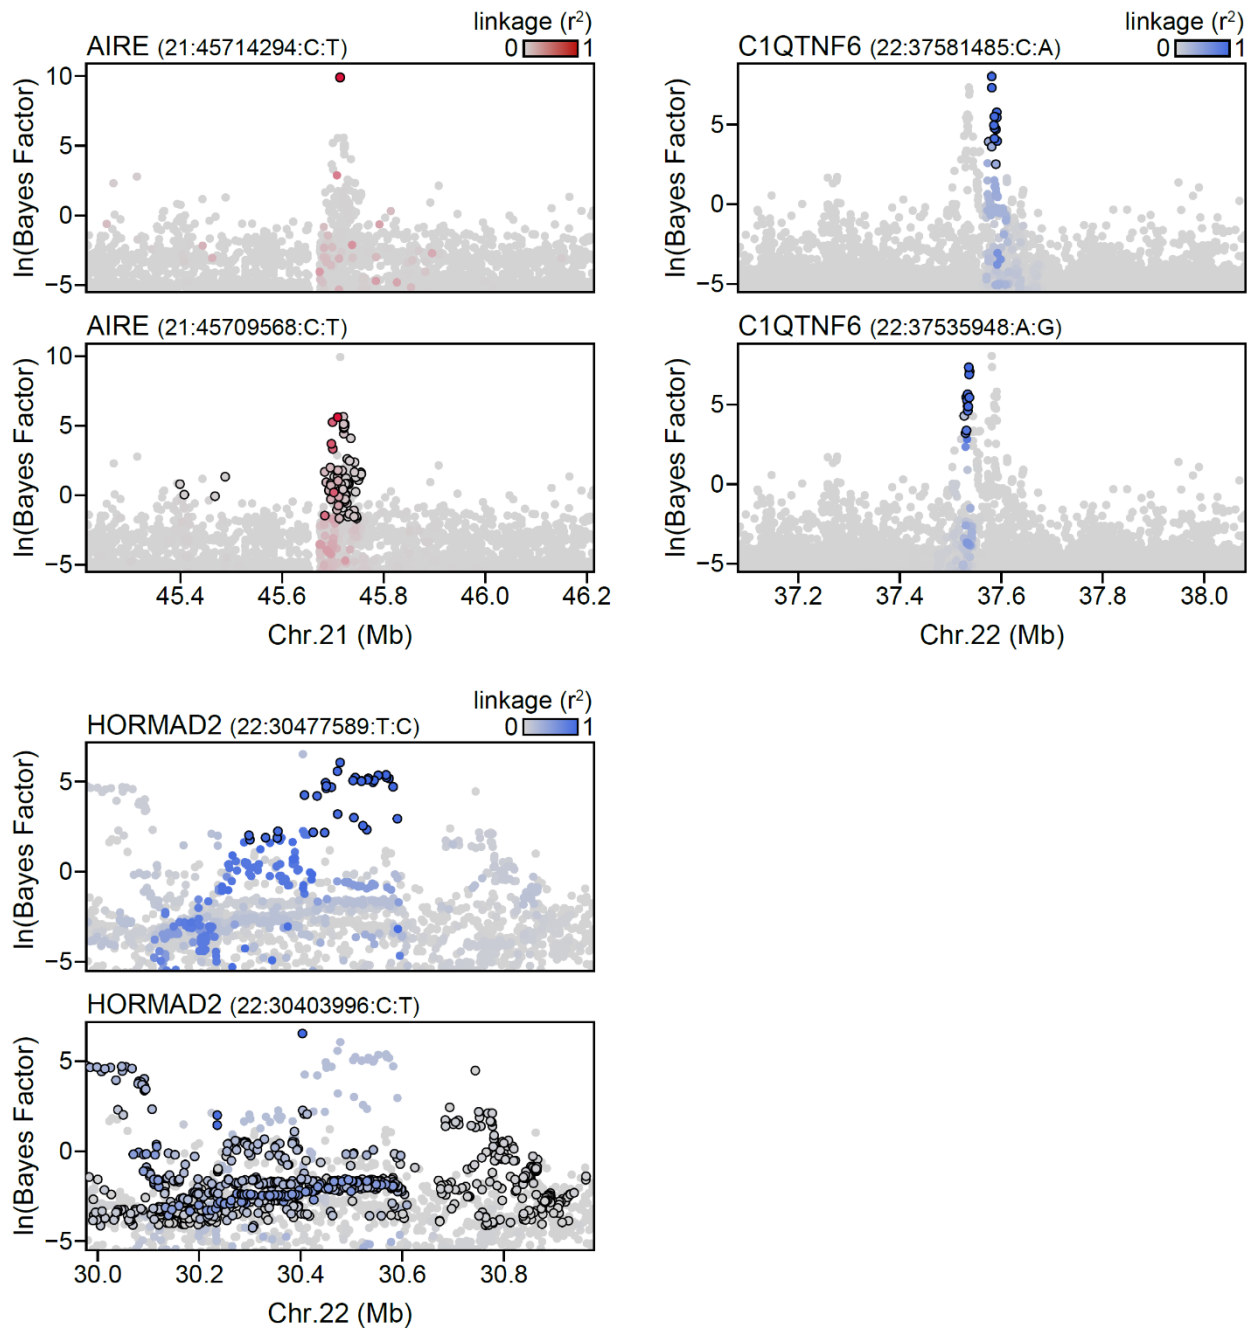 linkage (r²)
0 1
AIRE (21:45714294:C:T)
10
5
0
−5
ln(Bayes Factor)
AIRE (21:45709568:C:T)
10
5
0
−5
ln(Bayes Factor)
45.4 45.6 45.8 46.0 46.2
Chr.21 (Mb)
linkage (r²)
0 1
C1QTNF6 (22:37581485:C:A)
5
0
−5
ln(Bayes Factor)
C1QTNF6 (22:37535948:A:G)
5
0
−5
ln(Bayes Factor)
37.2 37.4 37.6 37.8 38.0
Chr.22 (Mb)
linkage (r²)
0 1
HORMAD2 (22:30477589:T:C)
5
0
−5
ln(Bayes Factor)
HORMAD2 (22:30403996:C:T)
5
0
−5
ln(Bayes Factor)
30.0 30.2 30.4 30.6 30.8
Chr.22 (Mb)